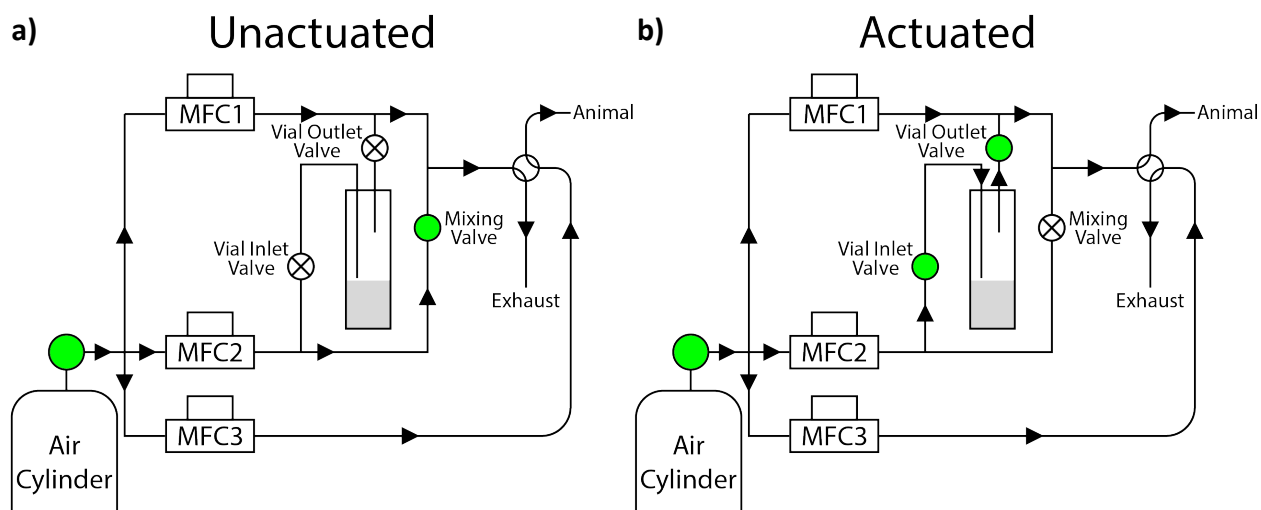 a)
Unactuated
MFC1
Vial Outlet
Valve
Animal
Mixing
Valve
Vial Inlet
Valve
Exhaust
MFC2
MFC3
Air
Cylinder
b)
Actuated
MFC1
Vial Outlet
Valve
Animal
Mixing
Valve
Vial Inlet
Valve
Exhaust
MFC2
MFC3
Air
Cylinder